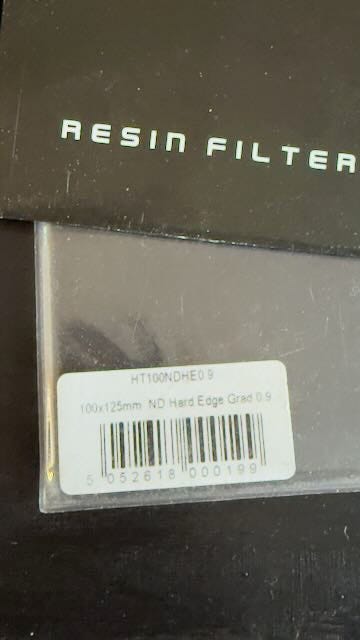 RESIN FILTER
HT100NDHE0.9
100x125mm ND Hard Edge Grad 0.9
5 052618 000199